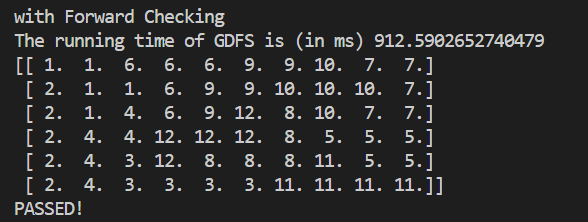 with Forward Checking
The running time of GDFS is (in ms) 912.5902652740479
[[ 1.  1.  6.  6.  6.  9.  9. 10.  7.  7.]
 [ 2.  1.  1.  6.  9.  9. 10. 10. 10.  7.]
 [ 2.  1.  4.  6.  9. 12.  8. 10.  7.  7.]
 [ 2.  4.  4. 12. 12. 12.  8.  5.  5.  5.]
 [ 2.  4.  3. 12.  8.  8.  8. 11.  5.  5.]
 [ 2.  4.  3.  3.  3.  3. 11. 11. 11. 11.]]
PASSED!